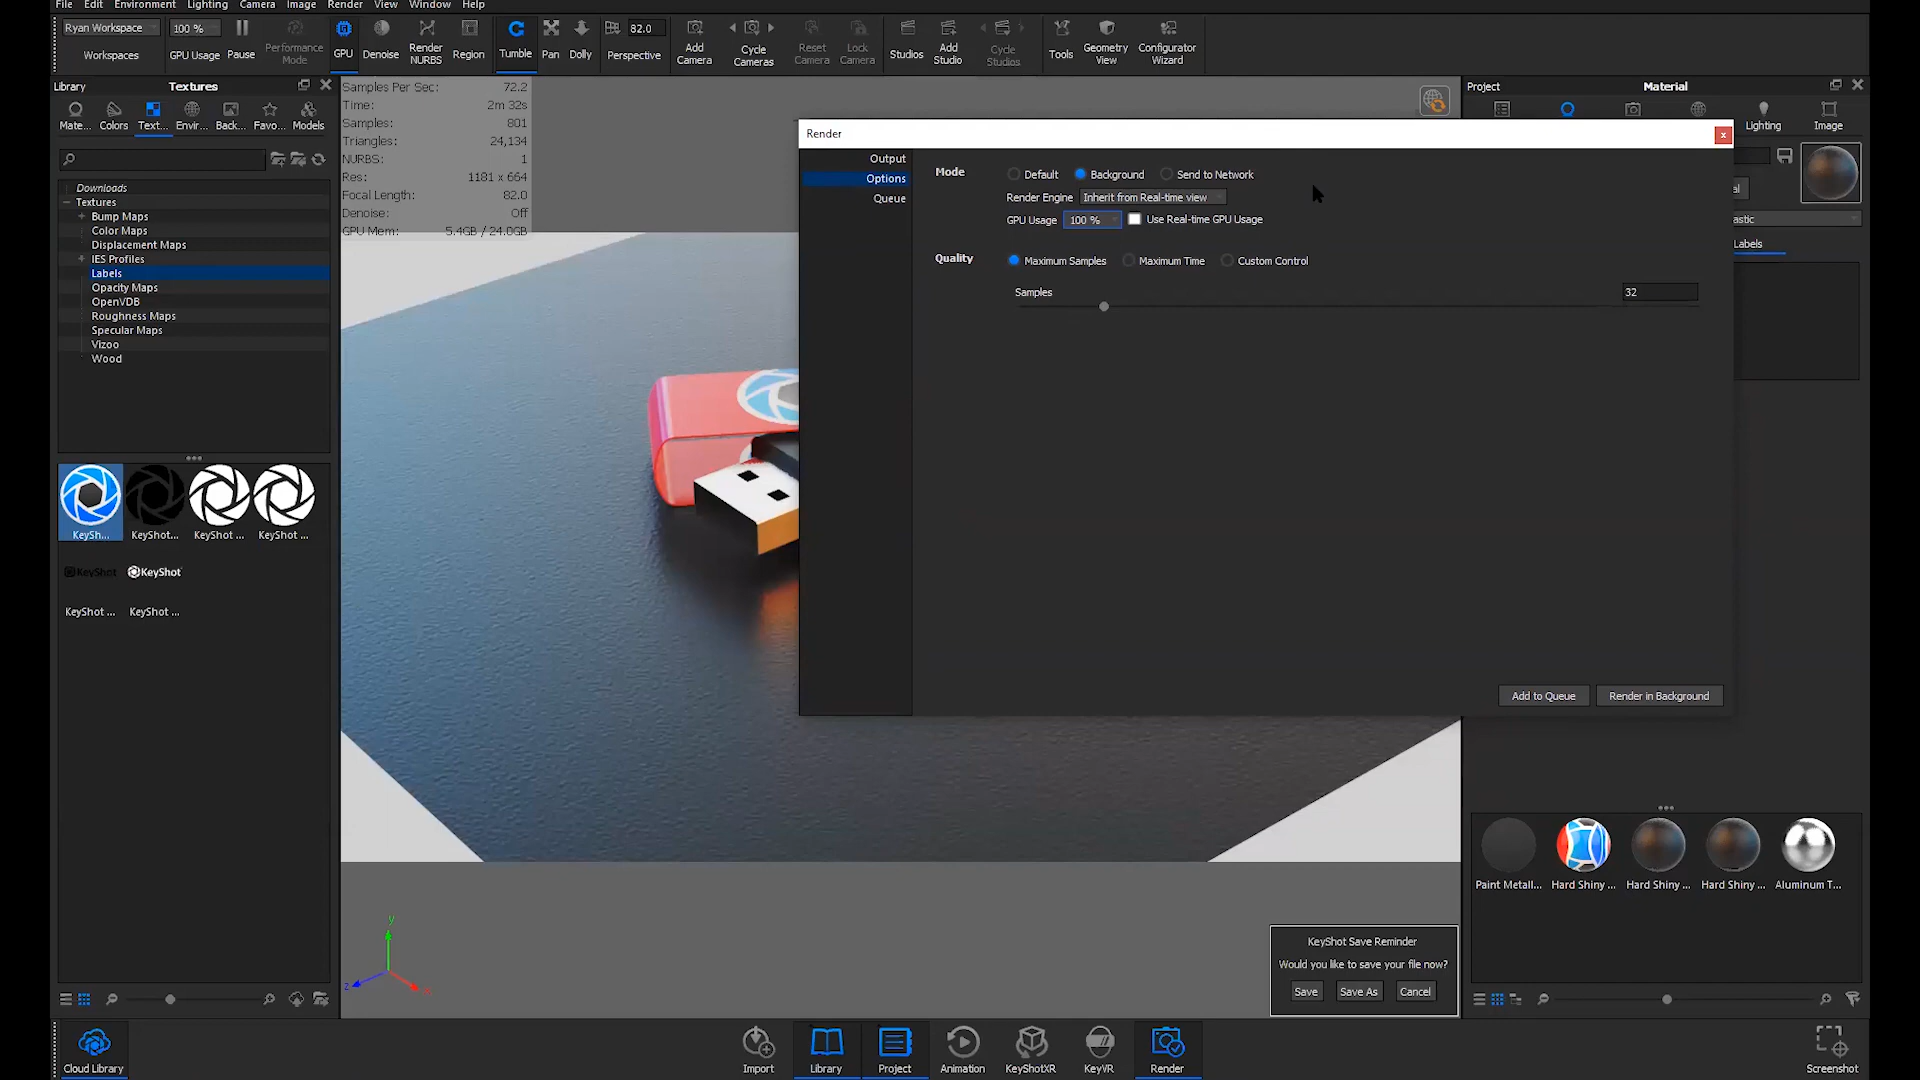 File Edit Environment Lighting Camera Image Render View Window Help
Ryan Workspace 100 % 82.0
Workspaces GPU Usage Pause Performance Mode GPU Denoise Render NURBS Region Tumble Pan Dolly Perspective Add Camera Cycle Cameras Reset Camera Lock Camera Studios Add Studio Cycle Studios Tools Geometry View Configurator Wizard
Library Textures
Mate... Colors Text... Envir... Back... Favo... Models
Downloads
Textures
Bump Maps
Color Maps
Displacement Maps
IES Profiles
Labels
Opacity Maps
OpenVDB
Roughness Maps
Specular Maps
Vizoo
Wood
KeySh... KeyShot... KeyShot ... KeyShot ...
KeyShot KeyShot
KeyShot ... KeyShot ...
Samples Per Sec: 72.2
Time: 2m 32s
Samples: 801
Triangles: 24,134
NURBS: 1
Res: 1181 x 664
Focal Length: 82.0
Denoise: Off
GPU Mem: 5.4GB / 24.0GB
Render
x
Output
Options
Queue
Mode Default Background Send to Network
Render Engine Inherit from Real-time view
GPU Usage 100 % Use Real-time GPU Usage
Quality Maximum Samples Maximum Time Custom Control
Samples 32
Add to Queue Render in Background
Project Material
Lighting Image
al
astic
Labels
Paint Metall... Hard Shiny ... Hard Shiny ... Hard Shiny ... Aluminum T...
y
z
KeyShot Save Reminder
Would you like to save your file now?
Save Save As Cancel
Cloud Library Import Library Project Animation KeyShotXR KeyVR Render Screenshot